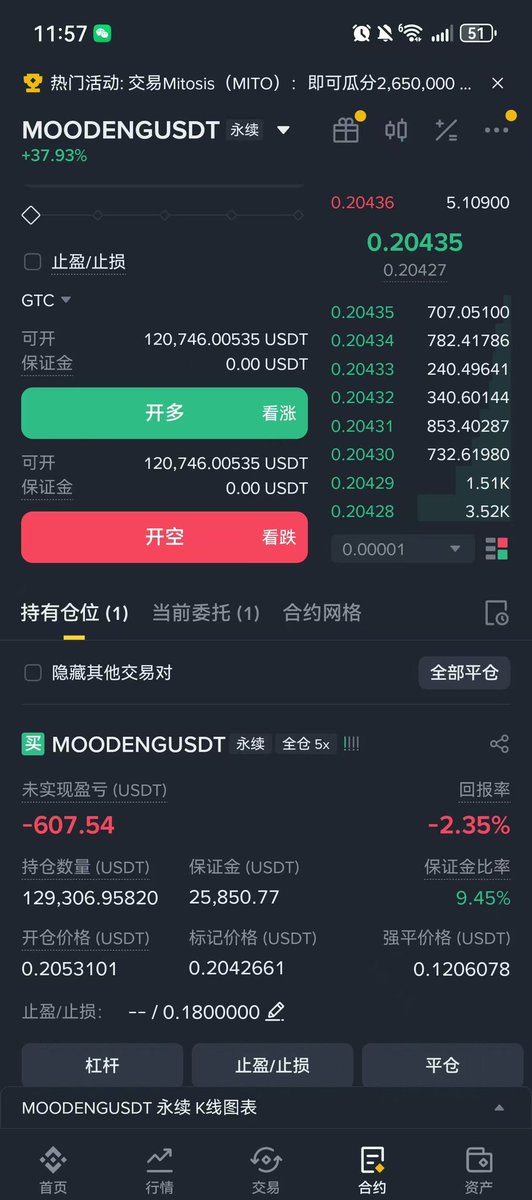 11:57 6 51
热门活动: 交易Mitosis（MITO）： 即可瓜分2,650,000 ...
MOODENGUSDT 永续
+37.93%
0.20436 5.10900
0.20435
0.20427
止盈/止损
GTC
可开 120,746.00535 USDT
保证金 0.00 USDT
开多 看涨
可开 120,746.00535 USDT
保证金 0.00 USDT
开空 看跌
0.20435 707.05100
0.20434 782.41786
0.20433 240.49641
0.20432 340.60144
0.20431 853.40287
0.20430 732.61980
0.20429 1.51K
0.20428 3.52K
0.00001
持有仓位 (1) 当前委托 (1) 合约网格
隐藏其他交易对 全部平仓
买 MOODENGUSDT 永续 全仓 5x
未实现盈亏 (USDT) 回报率
-607.54 -2.35%
持仓数量 (USDT) 保证金 (USDT) 保证金比率
129,306.95820 25,850.77 9.45%
开仓价格 (USDT) 标记价格 (USDT) 强平价格 (USDT)
0.2053101 0.2042661 0.1206078
止盈/止损： -- / 0.1800000
杠杆 止盈/止损 平仓
MOODENGUSDT 永续 K线图表
首页 行情 交易 合约 资产